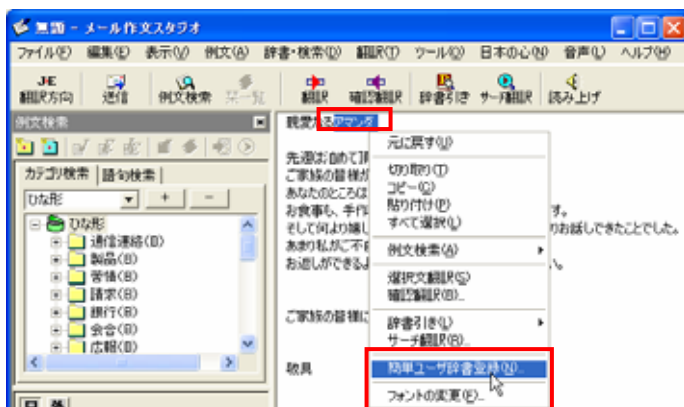 無題 - メール作文スタジオ
ファイル(F) 編集(E) 表示(V) 例文(A) 辞書・検索(D) 翻訳(T) ツール(Q) 日本の心(N) 音声(L) ヘルプ(H)
JE
翻訳方向 送信 例文検索 栞一覧 翻訳 確認翻訳 辞書引き サーチ翻訳 読み上げ
例文検索
カテゴリ検索 語句検索
ひな形 + -
ひな形
通信連絡(B)
製品(B)
苦情(B)
請求(B)
銀行(B)
会合(B)
広報(B)
親愛なるアマンダ
先週は
ご家族の皆様が
あなたのところは
お食事も、手作 す。
そして何より嬉し りお話しできたことでした。
あまり私がご不自
お返しができるよ い。
ご家族の皆様に
敬具
元に戻す(U)
切り取り(T)
コピー(C)
貼り付け(P)
すべて選択(L)
例文検索(A)
選択文翻訳(S)
確認翻訳(B)...
辞書引き(L)
サーチ翻訳(R)...
簡単ユーザ辞書登録(N)...
フォントの変更(E)...